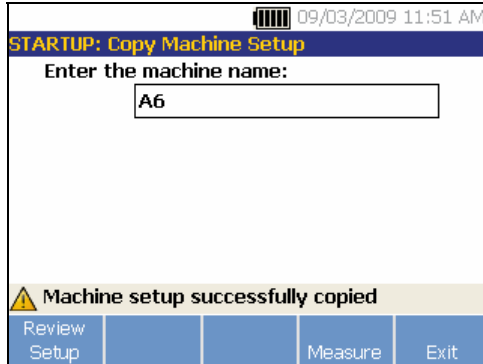 09/03/2009 11:51 AM
STARTUP: Copy Machine Setup
Enter the machine name:
A6
Machine setup successfully copied
Review Setup
Measure
Exit